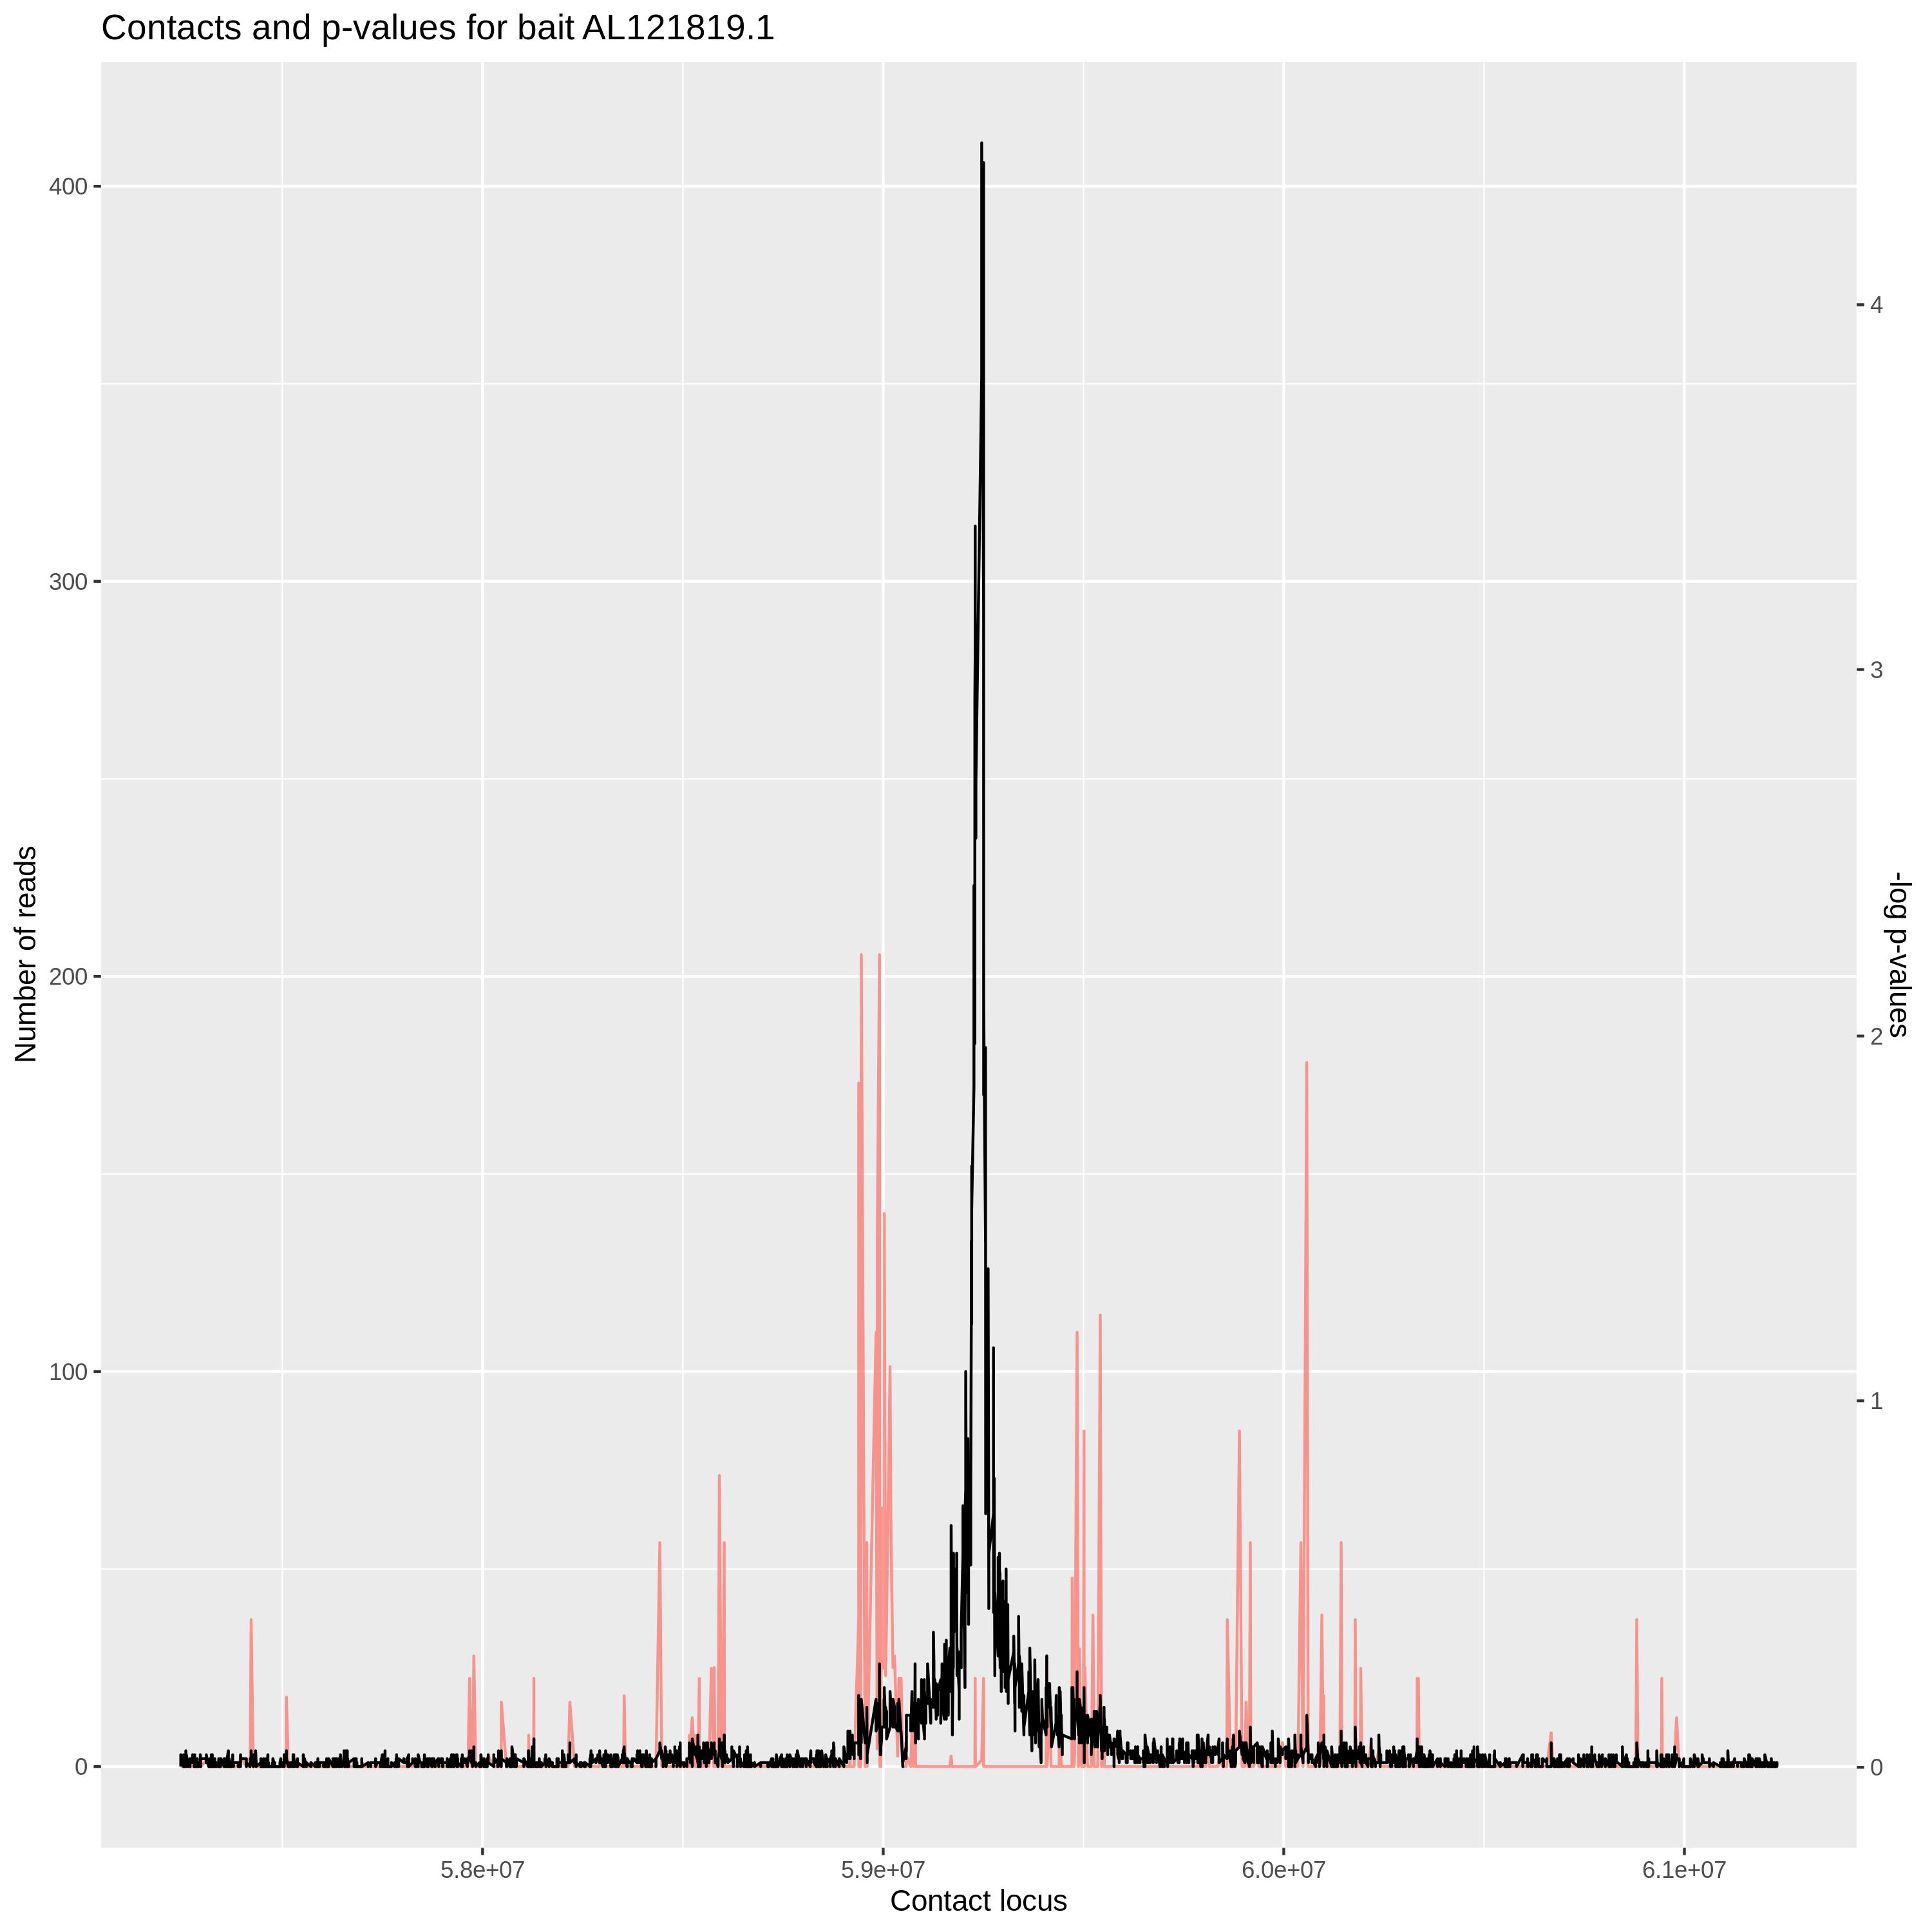 Contacts and p-values for bait AL121819.1
400
300
200
100
0
Number of reads
4
3
2
1
0
-log p-values
5.8e+07
5.9e+07
6.0e+07
6.1e+07
Contact locus